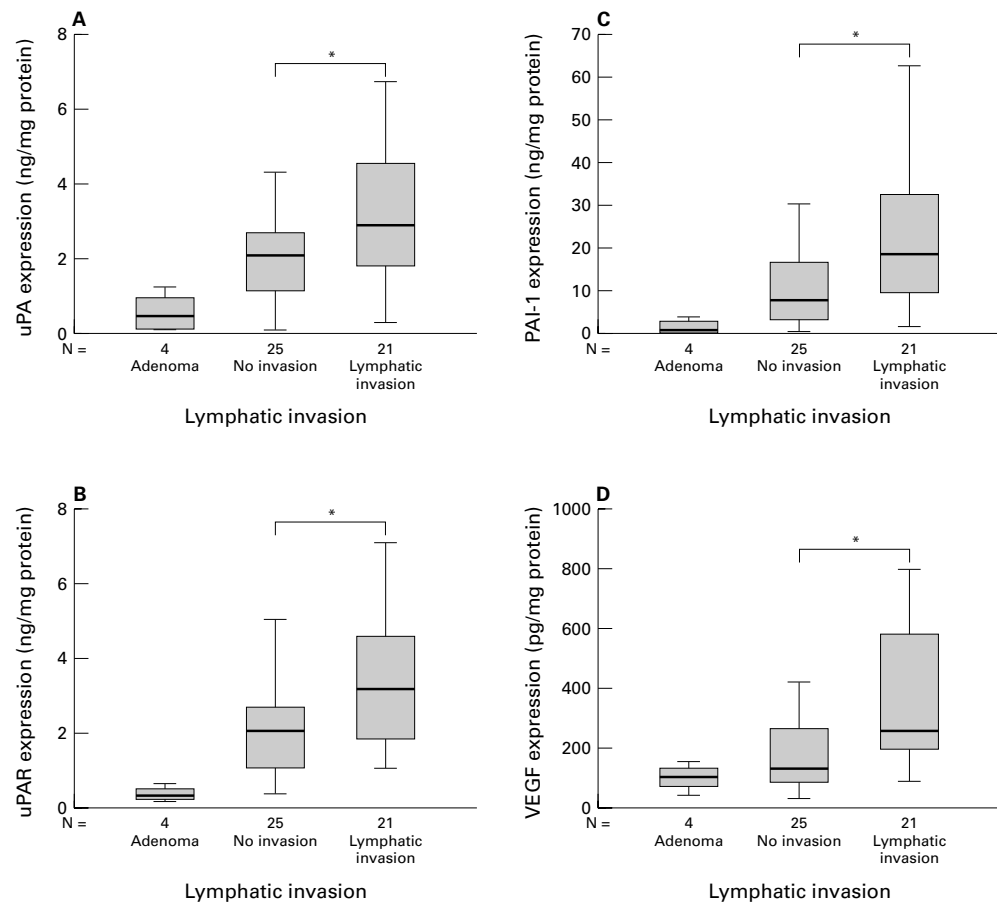 A
uPA expression (ng/mg protein)
8
6
4
2
0
*
N = 4 25 21
Adenoma No invasion Lymphatic
invasion
Lymphatic invasion
B
uPAR expression (ng/mg protein)
8
6
4
2
0
*
N = 4 25 21
Adenoma No invasion Lymphatic
invasion
Lymphatic invasion
C
PAI-1 expression (ng/mg protein)
70
60
50
40
30
20
10
0
*
N = 4 25 21
Adenoma No invasion Lymphatic
invasion
Lymphatic invasion
D
VEGF expression (pg/mg protein)
1000
800
600
400
200
0
*
N = 4 25 21
Adenoma No invasion Lymphatic
invasion
Lymphatic invasion